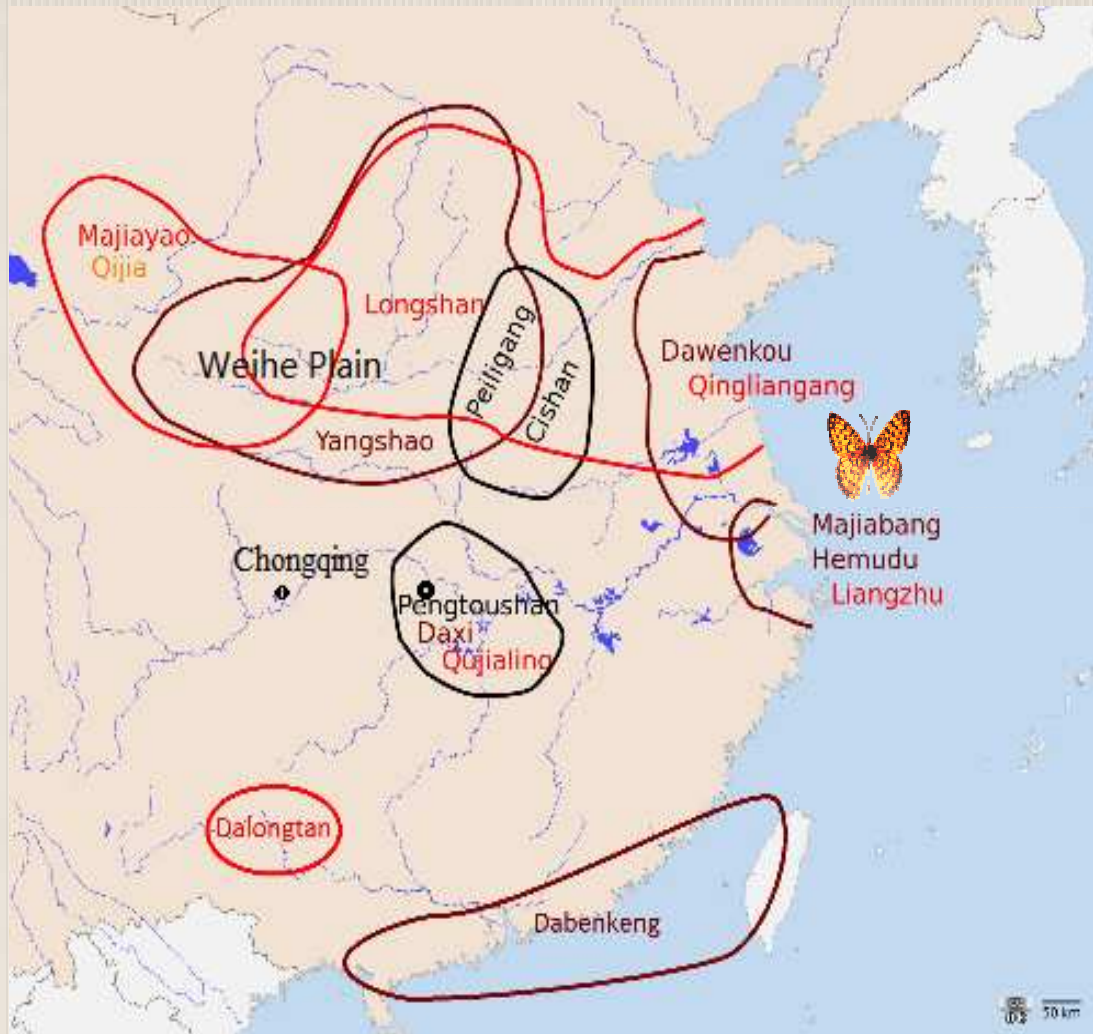 Majiayao
Qijia
Longshan
Weihe Plain
Peiligang
Cishan
Dawenkou
Qingliangang
Yangshao
Majiabang
Hemudu
Liangzhu
Chongqing
Pengtoushan
Daxi
Qujialing
Dalongtan
Dabenkeng
50 km